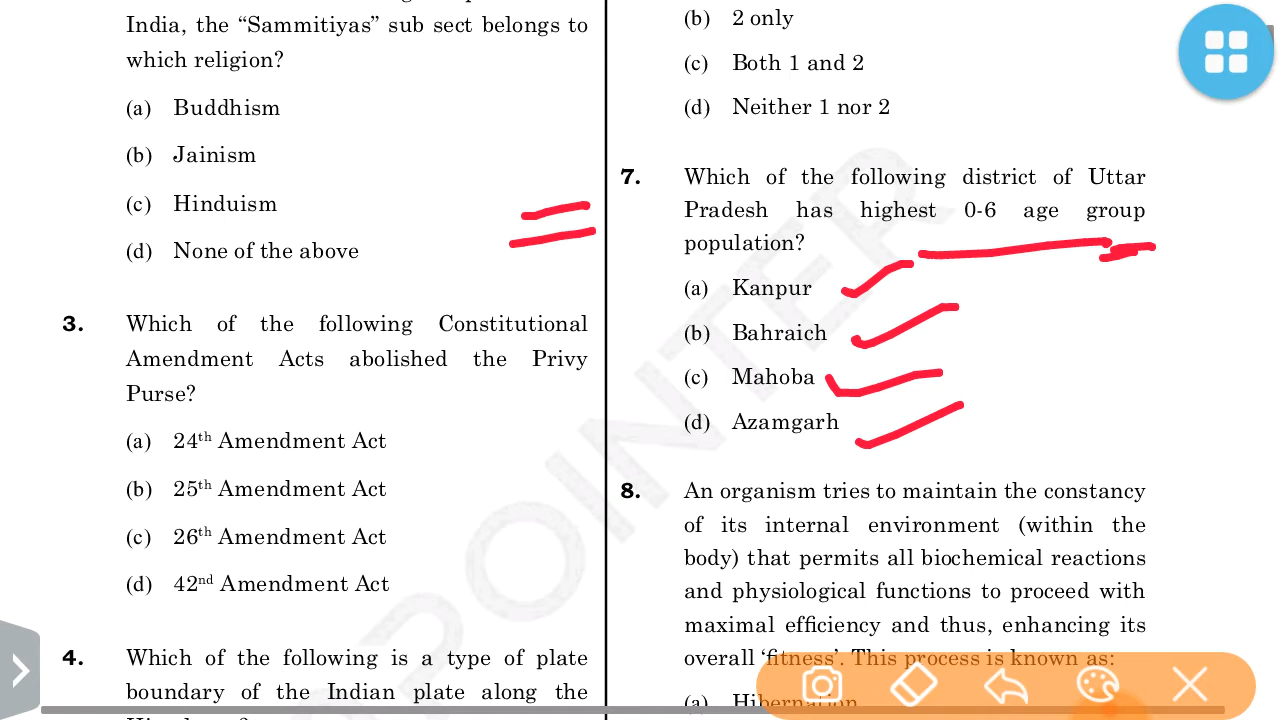 India, the “Sammitiyas” sub sect belongs to
which religion?
(a) Buddhism
(b) Jainism
(c) Hinduism
(d) None of the above
3. Which of the following Constitutional
Amendment Acts abolished the Privy
Purse?
(a) 24th Amendment Act
(b) 25th Amendment Act
(c) 26th Amendment Act
(d) 42nd Amendment Act
4. Which of the following is a type of plate
boundary of the Indian plate along the
(b) 2 only
(c) Both 1 and 2
(d) Neither 1 nor 2
7. Which of the following district of Uttar
Pradesh has highest 0-6 age group
population?
(a) Kanpur
(b) Bahraich
(c) Mahoba
(d) Azamgarh
8. An organism tries to maintain the constancy
of its internal environment (within the
body) that permits all biochemical reactions
and physiological functions to proceed with
maximal efficiency and thus, enhancing its
overall ‘fitness’. This process is known as:
(a) Hibernation
POINTER